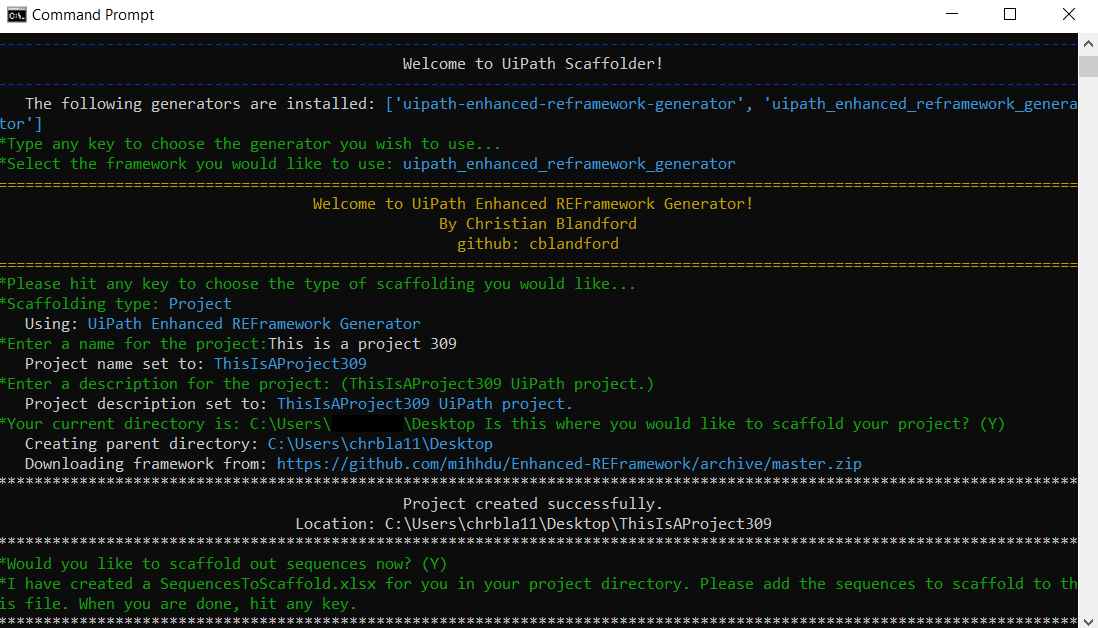 Command Prompt
Welcome to UiPath Scaffolder!
The following generators are installed: ['uipath-enhanced-reframework-generator', 'uipath_enhanced_reframework_genera
tor']
*Type any key to choose the generator you wish to use...
*Select the framework you would like to use: uipath_enhanced_reframework_generator
Welcome to UiPath Enhanced REFramework Generator!
By Christian Blandford
github: cblandford
*Please hit any key to choose the type of scaffolding you would like...
*Scaffolding type: Project
Using: UiPath Enhanced REFramework Generator
*Enter a name for the project:This is a project 309
Project name set to: ThisIsAProject309
*Enter a description for the project: (ThisIsAProject309 UiPath project.)
Project description set to: ThisIsAProject309 UiPath project.
*Your current directory is: C:\Users\ \Desktop Is this where you would like to scaffold your project? (Y)
Creating parent directory: C:\Users\chrbla11\Desktop
Downloading framework from: https://github.com/mihhdu/Enhanced-REFramework/archive/master.zip
Project created successfully.
Location: C:\Users\chrbla11\Desktop\ThisIsAProject309
*Would you like to scaffold out sequences now? (Y)
*I have created a SequencesToScaffold.xlsx for you in your project directory. Please add the sequences to scaffold to th
is file. When you are done, hit any key.